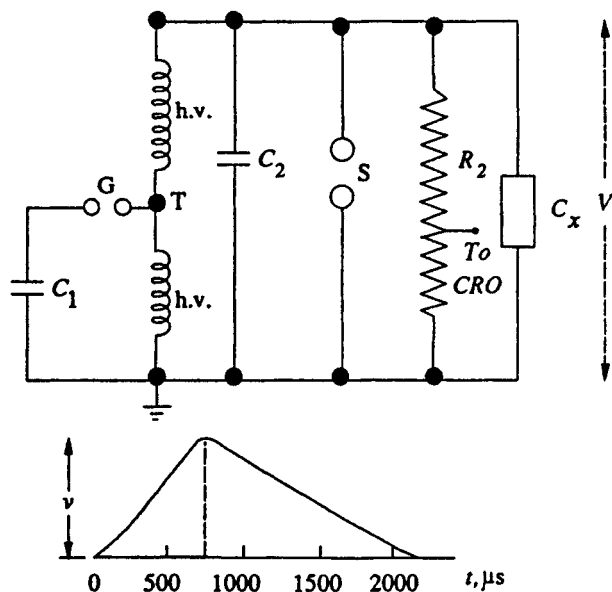 h.v.
G
T
C₂
S
R₂
V
C₁
h.v.
To
CRO
Cₓ
ν
0 500 1000 1500 2000 t, μs